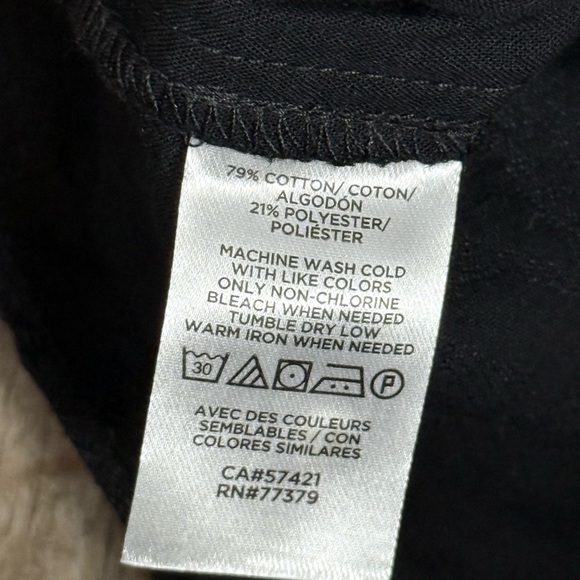 79% COTTON/ COTON/
ALGODÓN
21% POLYESTER/
POLIÉSTER
MACHINE WASH COLD
WITH LIKE COLORS
ONLY NON-CHLORINE
BLEACH WHEN NEEDED
TUMBLE DRY LOW
WARM IRON WHEN NEEDED
30 P
AVEC DES COULEURS
SEMBLABLES / CON
COLORES SIMILARES
CA#57421
RN#77379